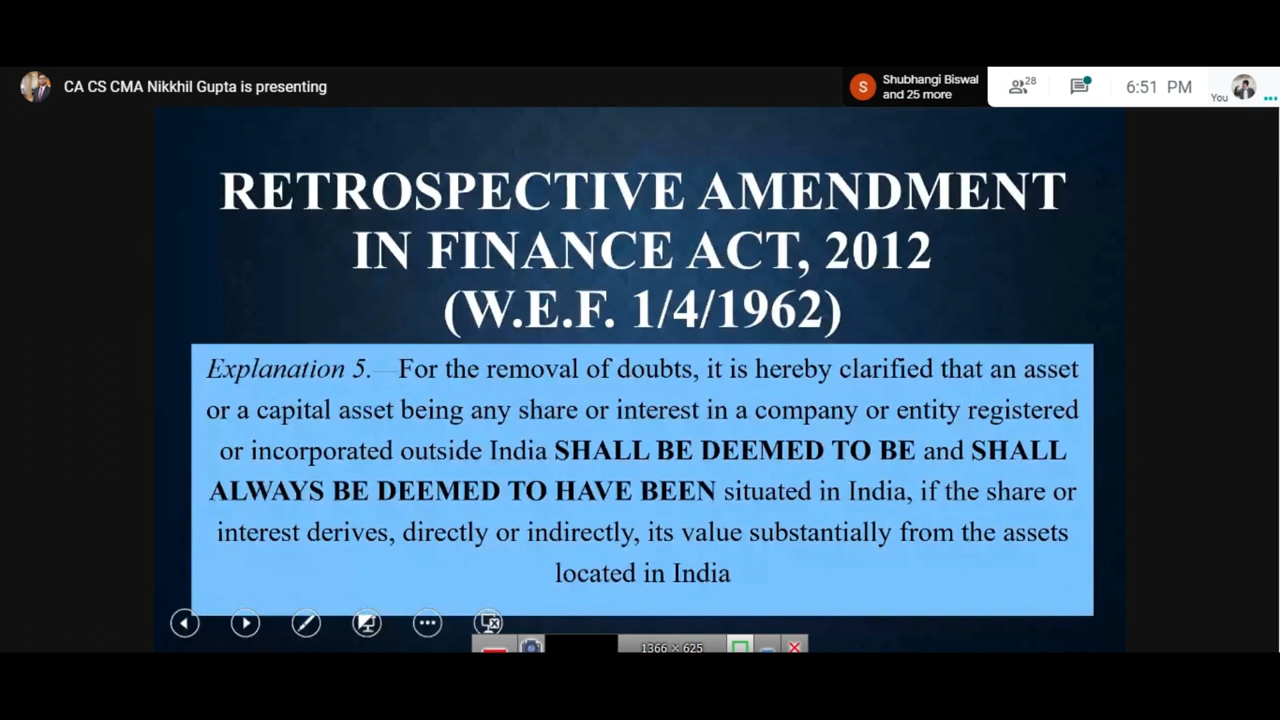 CA CS CMA Nikkhil Gupta is presenting
S
Shubhangi Biswal
and 25 more
28
6:51 PM
You
RETROSPECTIVE AMENDMENT
IN FINANCE ACT, 2012
(W.E.F. 1/4/1962)
Explanation 5.—For the removal of doubts, it is hereby clarified that an asset
or a capital asset being any share or interest in a company or entity registered
or incorporated outside India SHALL BE DEEMED TO BE and SHALL
ALWAYS BE DEEMED TO HAVE BEEN situated in India, if the share or
interest derives, directly or indirectly, its value substantially from the assets
located in India
1366 × 625